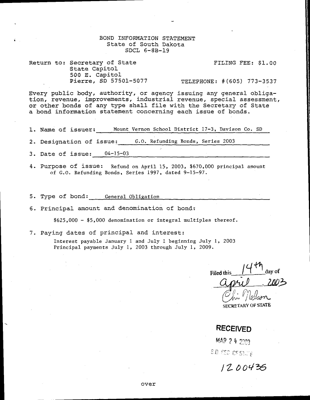 BOND INFORMATION STATEMENT
State of South Dakota
SDCL 6-8B-19
Return to: Secretary of State FILING FEE: $1.00
State Capitol
500 E. Capitol
Pierre, SD 57501-5077 TELEPHONE: #(605) 773-3537
Every public body, authority, or agency issuing any general obliga-
tion, revenue, improvements, industrial revenue, special assessment,
or other bonds of any type shall file with the Secretary of State
a bond information statement concerning each issue of bonds.
1. Name of issuer: Mount Vernon School District 17-3, Davison Co. SD
2. Designation of issue: G.O. Refunding Bonds, Series 2003
3. Date of issue: 04-15-03
4. Purpose of issue: Refund on April 15, 2003, $670,000 principal amount
of G.O. Refunding Bonds, Series 1997, dated 9-15-97.
5. Type of bond: General Obligation
6. Principal amount and denomination of bond:
$625,000 - $5,000 denomination or integral multiples thereof.
7. Paying dates of principal and interest:
Interest payable January 1 and July 1 beginning July 1, 2003
Principal payments July 1, 2003 through July 1, 2009.
Filed this 14th day of
April 2003
Chris Nelson
SECRETARY OF STATE
RECEIVED
MAR 24 2003
S.D. SEC. OF STATE
1200435
over